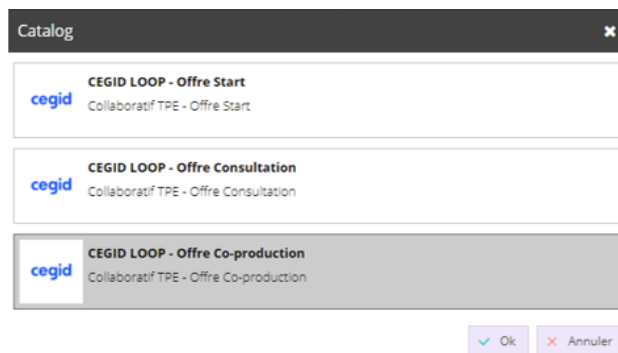 Catalog
CEGID LOOP - Offre Start
cegid
Collaboratif TPE - Offre Start
CEGID LOOP - Offre Consultation
cegid
Collaboratif TPE - Offre Consultation
CEGID LOOP - Offre Co-production
cegid
Collaboratif TPE - Offre Co-production
Ok
Annuler